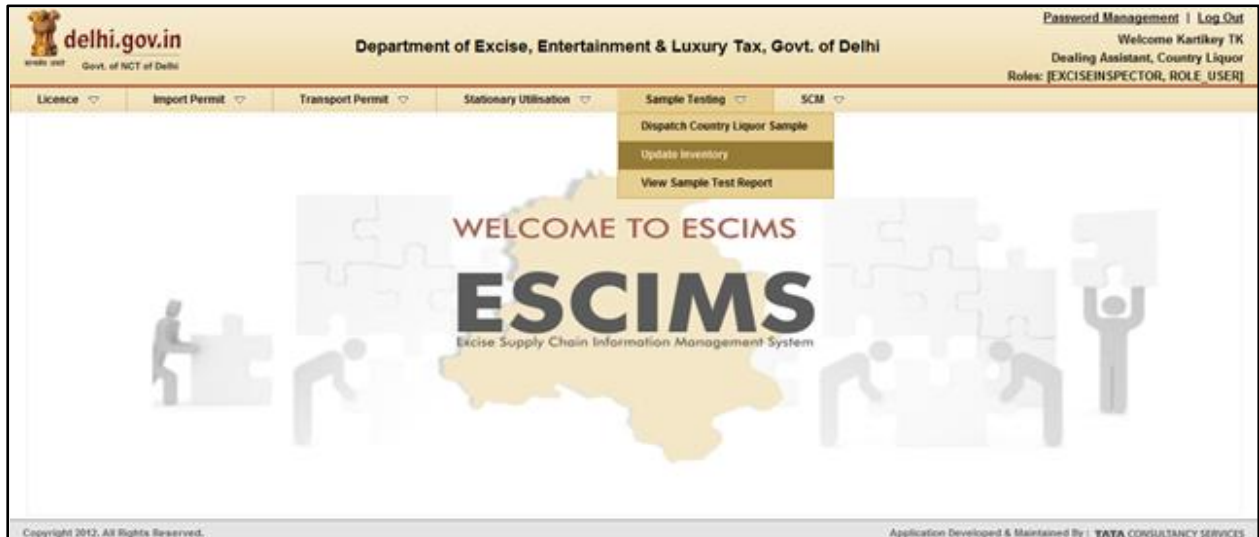 Password Management | Log Out
delhi.gov.in
Department of Excise, Entertainment & Luxury Tax, Govt. of Delhi
Welcome Kartikey TK
सत्यमेव जयते
Govt. of NCT of Delhi
Dealing Assistant, Country Liquor
Roles: [EXCISEINSPECTOR, ROLE_USER]
Licence Import Permit Transport Permit Stationary Utilisation Sample Testing SCM
Dispatch Country Liquor Sample
Update Inventory
View Sample Test Report
WELCOME TO ESCIMS
ESCIMS
Excise Supply Chain Information Management System
Copyright 2012. All Rights Reserved.
Application Developed & Maintained By | TATA CONSULTANCY SERVICES